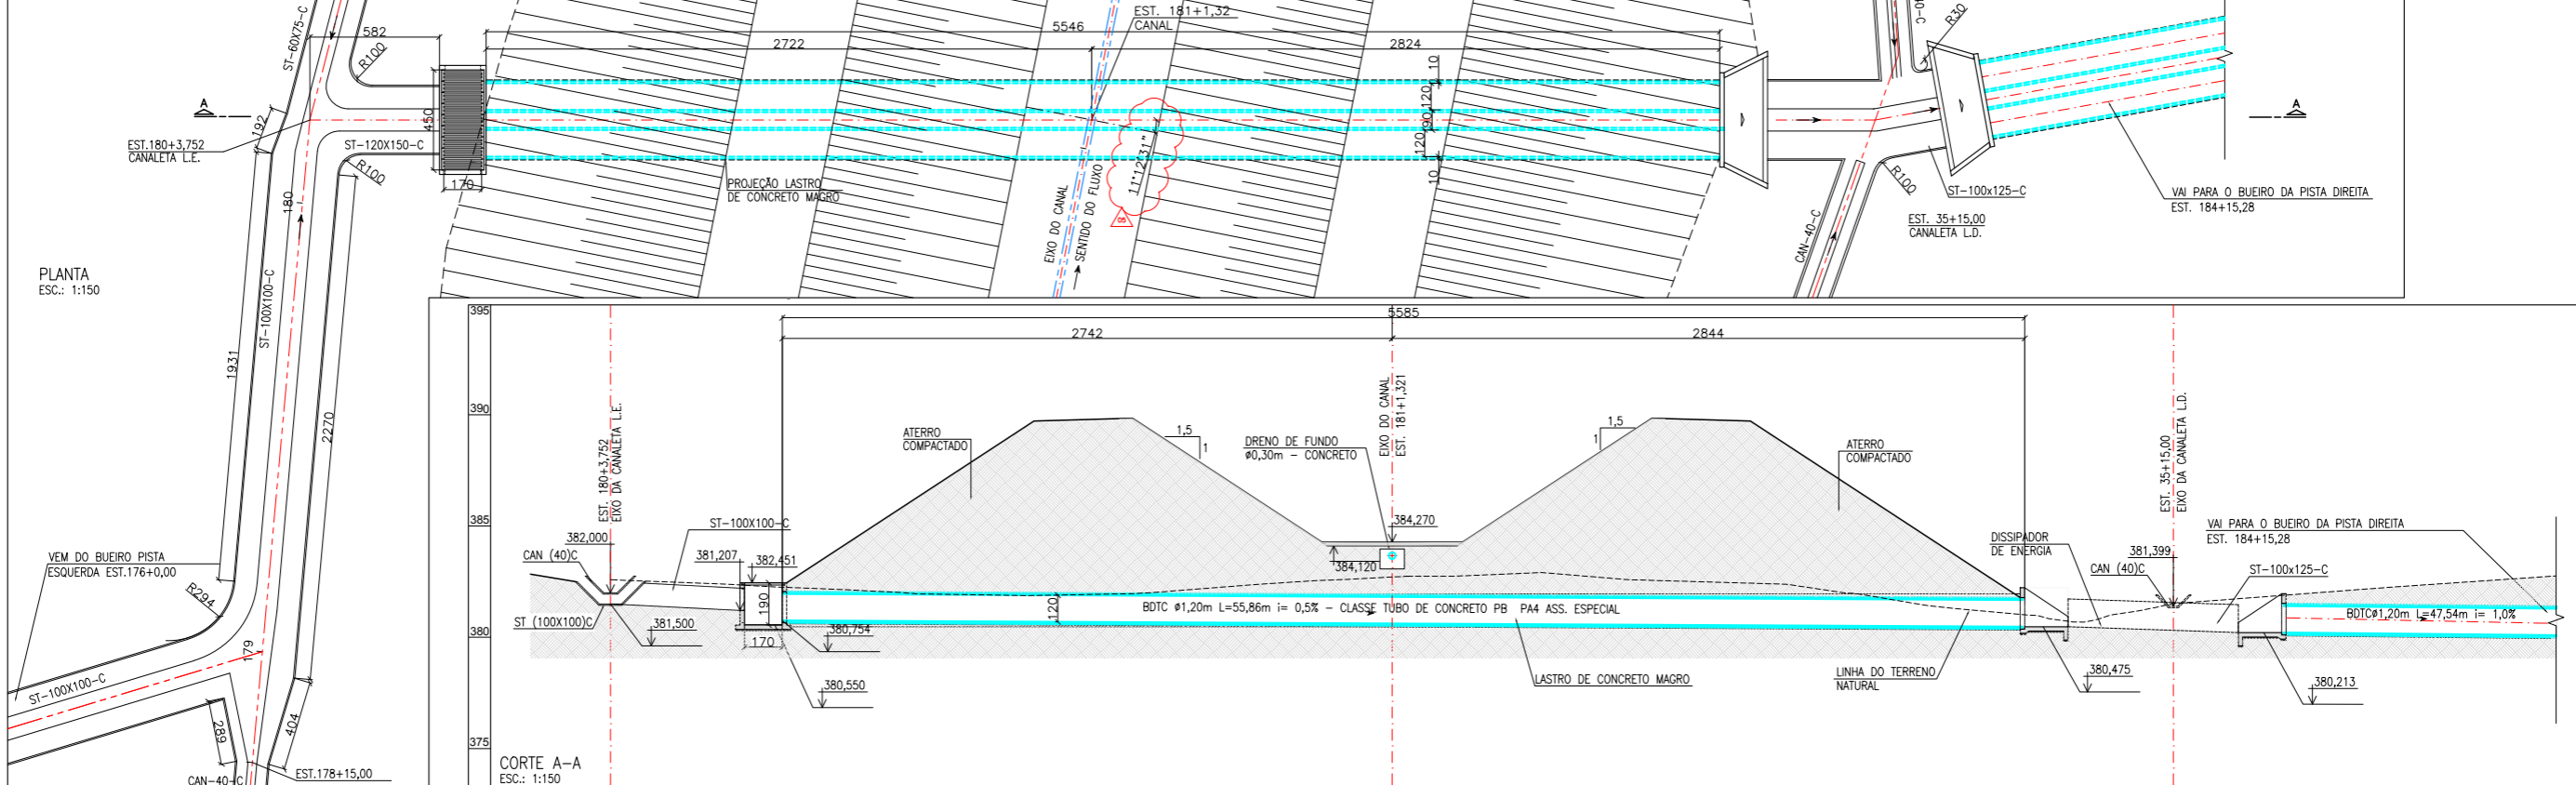 ST-60X75-C
582
R100
5546
EST. 181+1,32
CANAL
2722
2824
10
120
90
120
10
R30
A
A
192
EST.180+3,752
CANALETA L.E.
450
ST-120X150-C
R100
170
180
PROJEÇÃO LASTRO
DE CONCRETO MAGRO
EIXO DO CANAL
SENTIDO DO FLUXO
11°12'31"
R100
ST-100x125-C
VAI PARA O BUEIRO DA PISTA DIREITA
EST. 184+15,28
EST. 35+15,00
CANALETA L.D.
CAN-40-C
PLANTA
ESC.: 1:150
ST-100X100-C
1931
2270
VEM DO BUEIRO PISTA
ESQUERDA EST.176+0,00
R294
179
ST-100X100-C
289
404
CAN-40-C
EST.178+15,00
395
390
385
380
375
5585
2742
2844
EST. 180+3,752
EIXO DA CANALETA L.E.
ATERRO
COMPACTADO
1,5
1
DRENO DE FUNDO
ø0,30m - CONCRETO
EIXO DO CANAL
EST. 181+1,321
1,5
1
ATERRO
COMPACTADO
EST. 35+15,00
EIXO DA CANALETA L.D.
ST-100X100-C
382,000
CAN (40)C
381,207
382,451
384,270
384,120
DISSIPADOR
DE ENERGIA
381,399
CAN (40)C
VAI PARA O BUEIRO DA PISTA DIREITA
EST. 184+15,28
ST-100x125-C
190
120
BDTC ø1,20m L=55,86m i= 0,5% - CLASSE TUBO DE CONCRETO PB PA4 ASS. ESPECIAL
BDTCø1,20m L=47,54m i= 1,0%
ST (100X100)C
381,500
170
380,754
380,550
LASTRO DE CONCRETO MAGRO
LINHA DO TERRENO
NATURAL
380,475
380,213
CORTE A-A
ESC.: 1:150